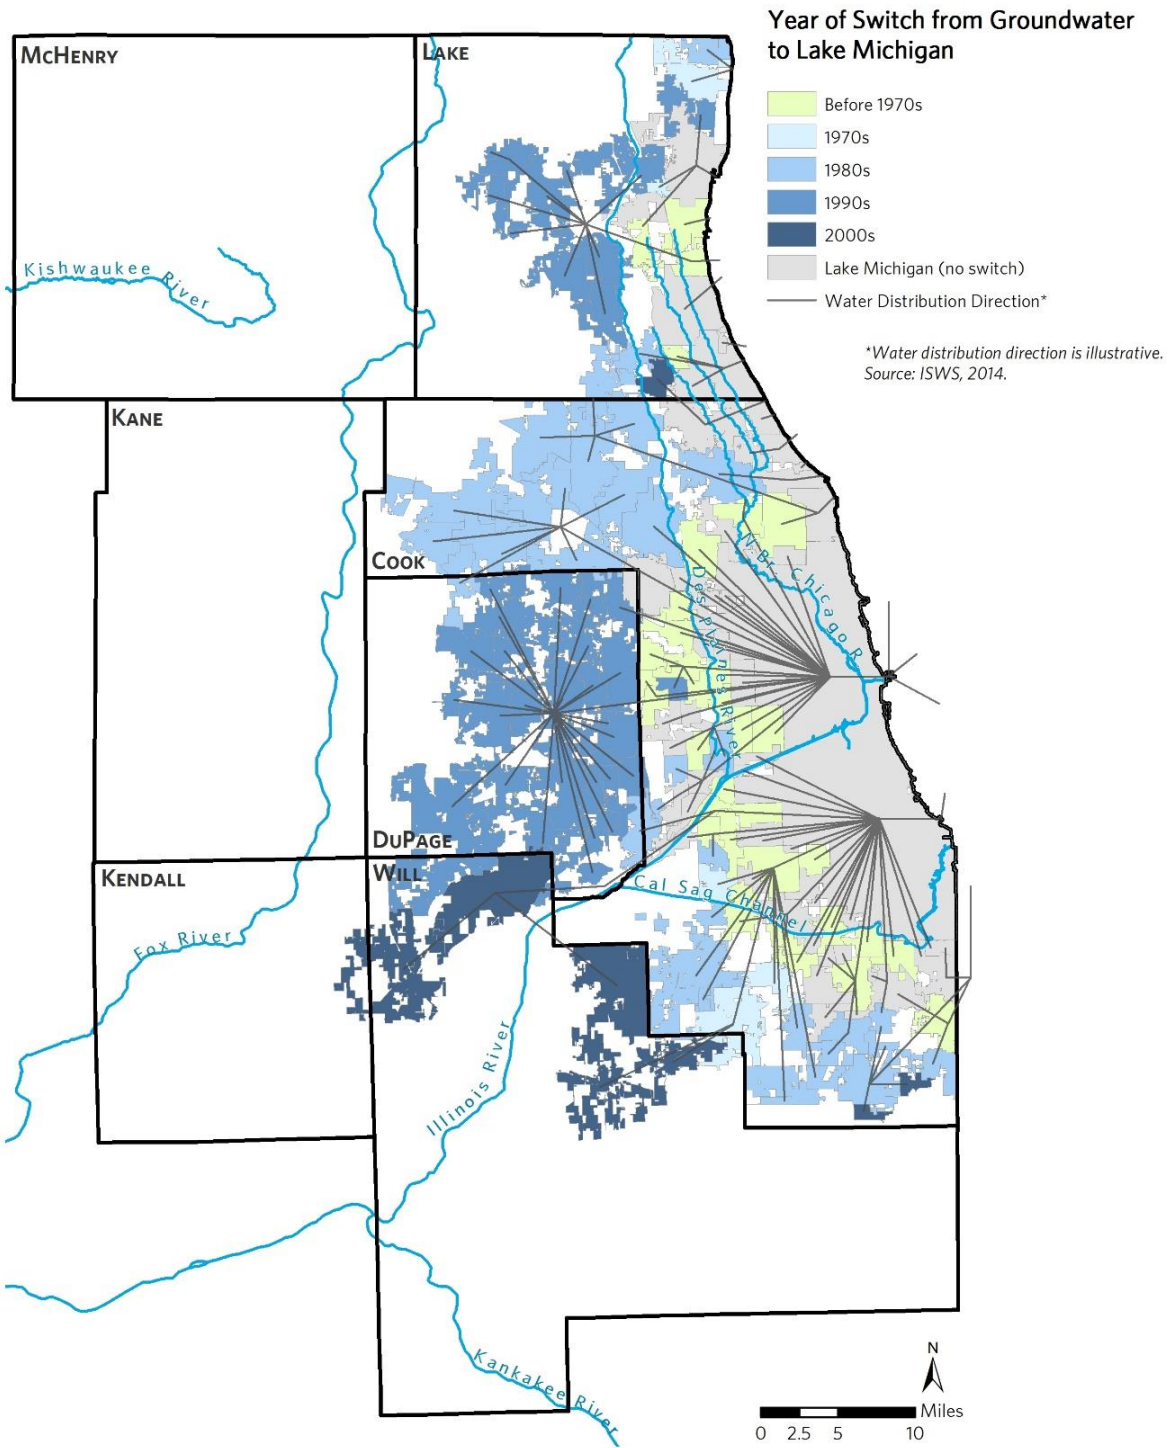 Year of Switch from Groundwater
to Lake Michigan
Before 1970s
1970s
1980s
1990s
2000s
Lake Michigan (no switch)
Water Distribution Direction*
*Water distribution direction is illustrative.
Source: ISWS, 2014.
MCHENRY
LAKE
Kishwaukee River
KANE
COOK
N. Br. Chicago R.
Des Plaines River
DUPAGE
KENDALL
WILL
Cal Sag Channel
Fox River
Illinois River
Kankakee River
N
Miles
0 2.5 5 10